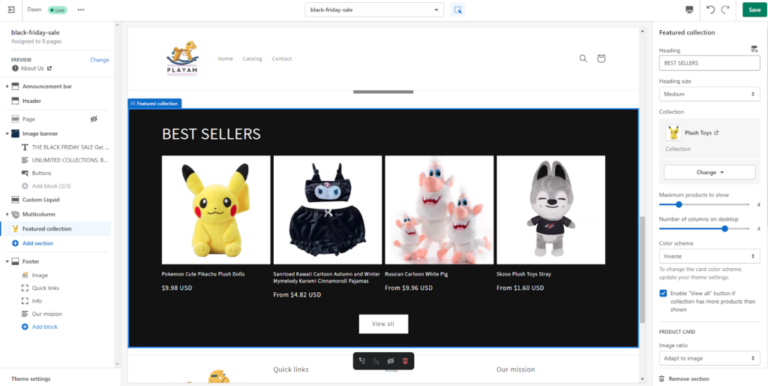 Dawn
Live
black-friday-sale
Save
black-friday-sale
Assigned to 0 pages
PREVIEW
Change
About Us
Announcement bar
Header
Page
Image banner
THE BLACK FRIDAY SALE Get ...
UNLIMITED COLLECTIONS. B...
Buttons
Add block (3/3)
Custom Liquid
Multicolumn
Featured collection
Add section
Footer
Image
Quick links
Info
Our mission
Add block
Theme settings
PLAYAM
Home
Catalog
Contact
Featured collection
BEST SELLERS
Pokemon Cute Pikachu Plush Dolls
$9.98 USD
Sanrioed Kawaii Cartoon Autumn and Winter
Mymelody Kuromi Cinnamoroll Pajamas
From $4.82 USD
Russian Cartoon White Pig
From $9.96 USD
Skzoo Plush Toys Stray
From $1.60 USD
View all
Quick links
Our mission
Featured collection
Heading
BEST SELLERS
Heading size
Medium
Collection
Plush Toys
Collection
Change
Maximum products to show
4
Number of columns on desktop
4
Color scheme
Inverse
To change the card color scheme,
update your theme settings.
Enable "View all" button if
collection has more products than
shown
PRODUCT CARD
Image ratio
Adapt to image
Remove section